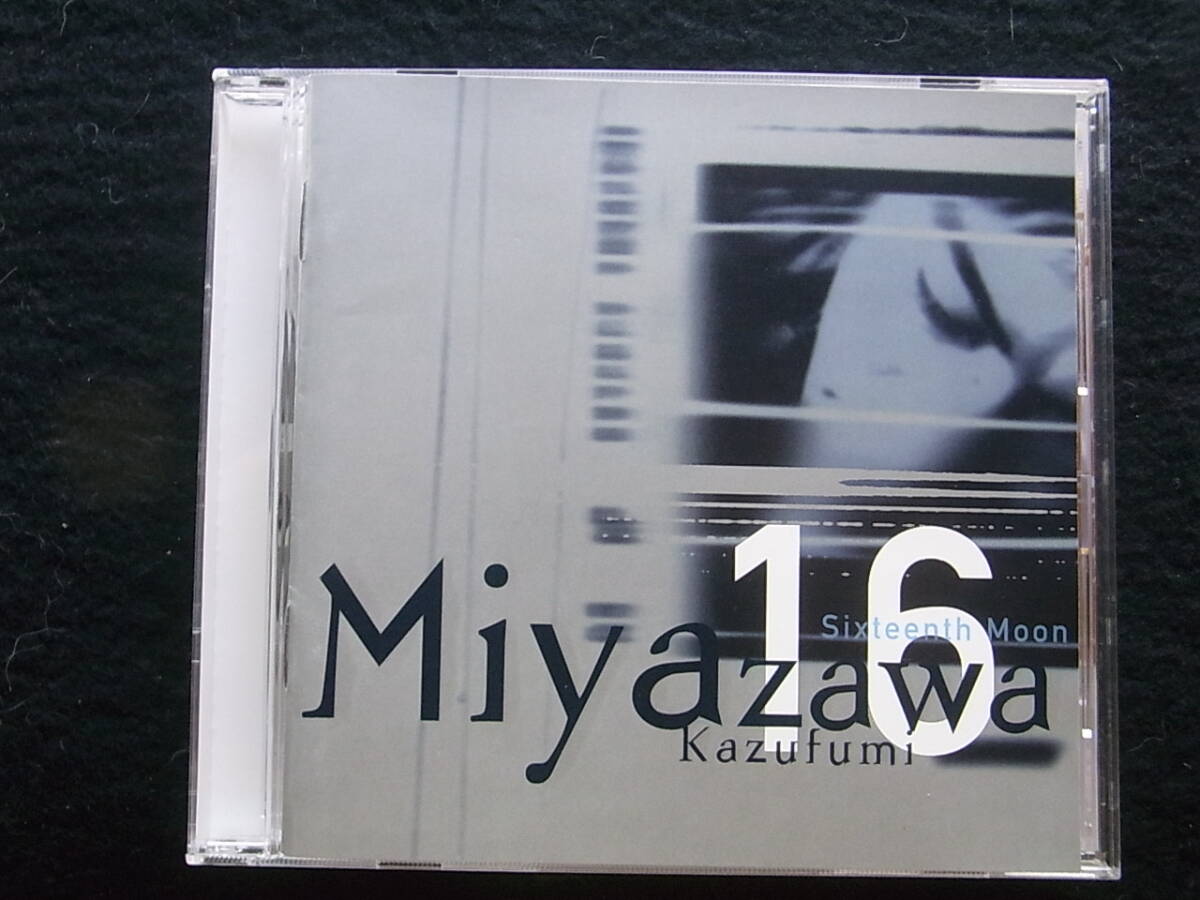 16
Sixteenth Moon
Miyazawa
Kazufumi